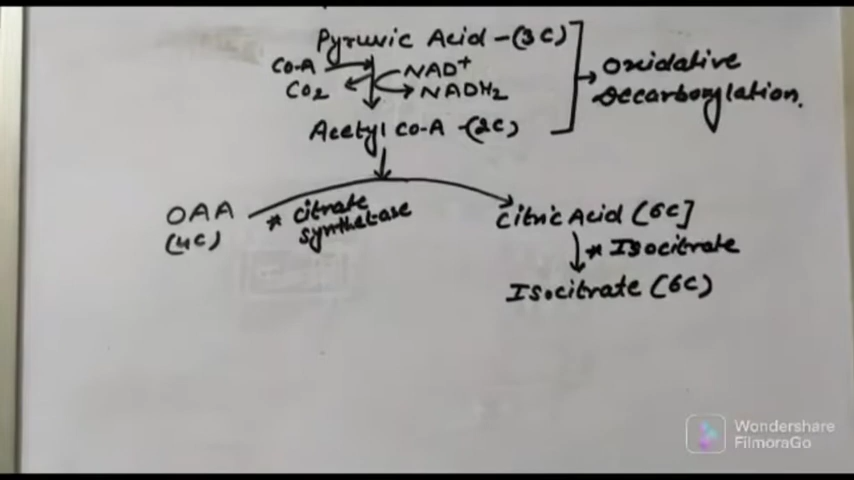 Pyruvic Acid - (3C)
CO-A
NAD+
CO2
NADH2
Oxidative
Decarboxylation.
Acetyl CO-A - (2C)
OAA
(4C)
* citrate
synthetase
Citric Acid (6C]
* Isocitrate
Isocitrate (6C)
Wondershare
FilmoraGo